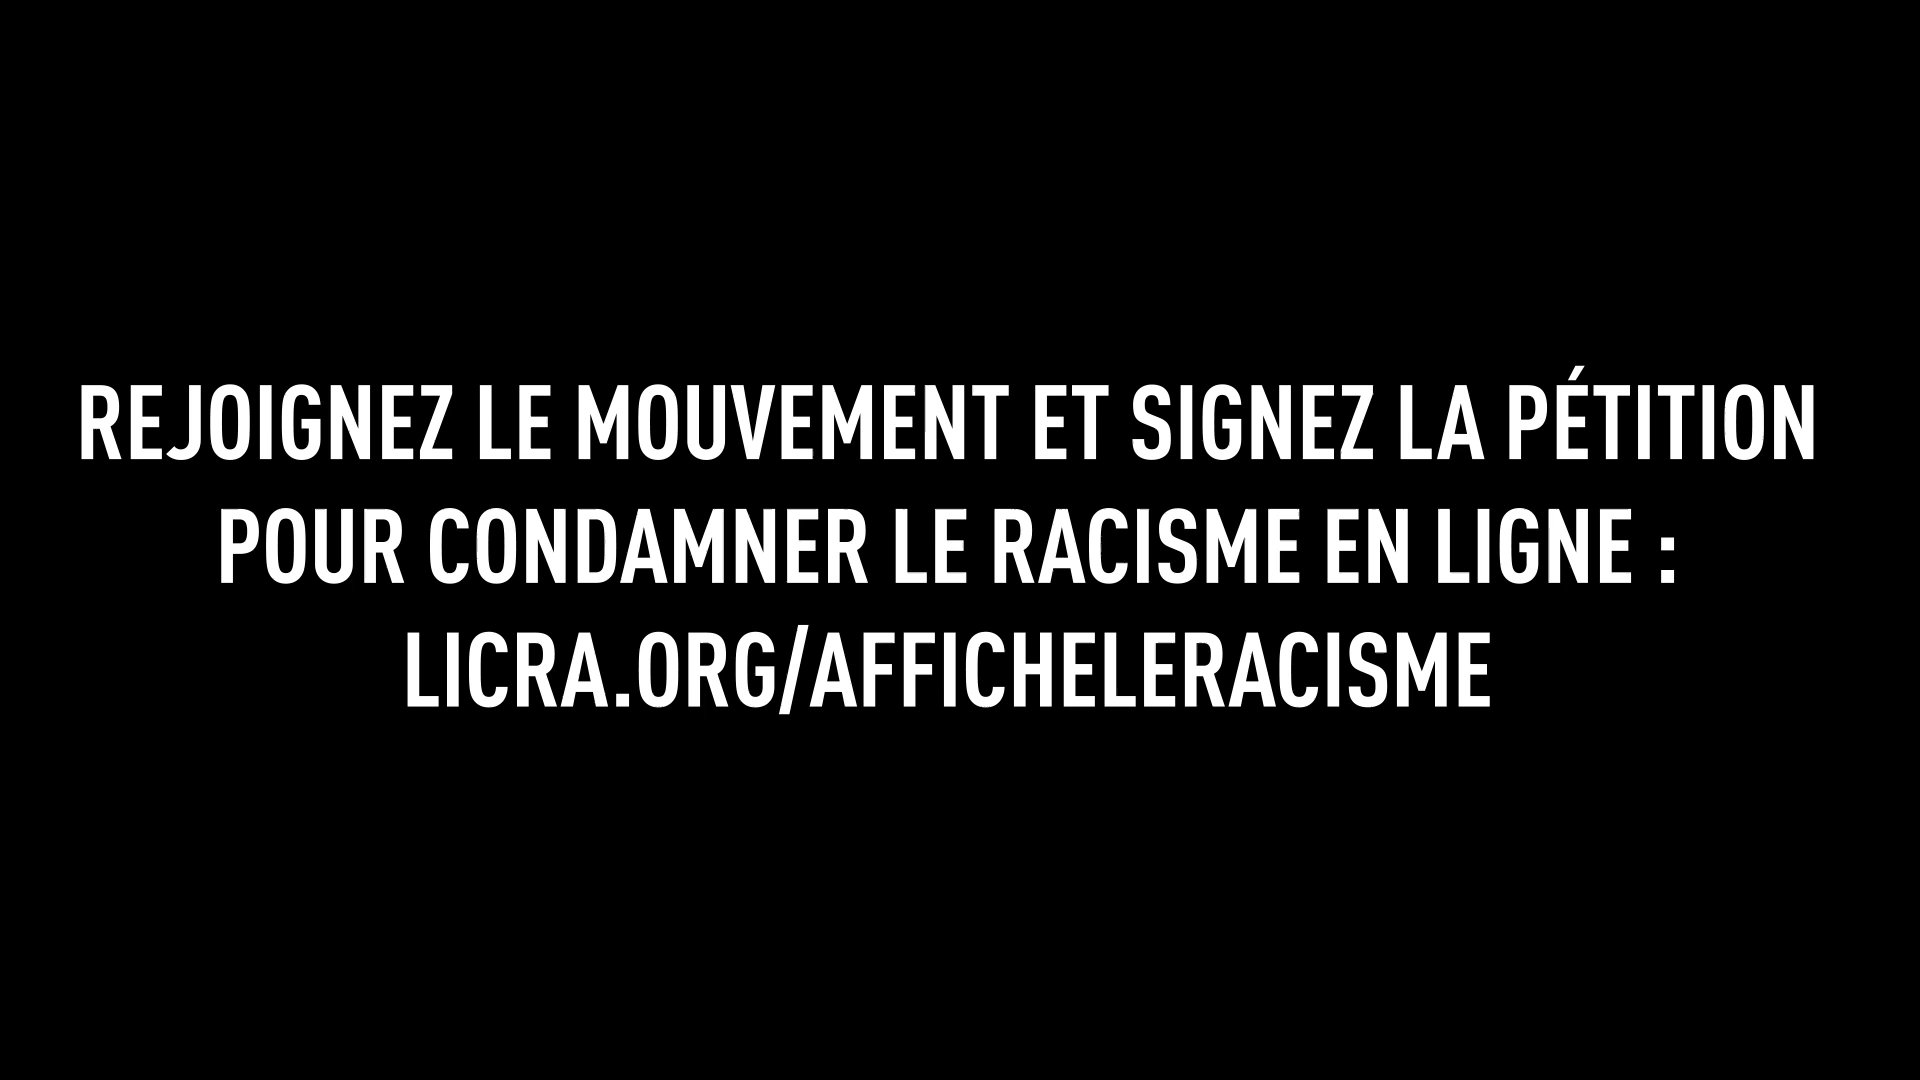 REJOIGNEZ LE MOUVEMENT ET SIGNEZ LA PÉTITION
POUR CONDAMNER LE RACISME EN LIGNE :
LICRA.ORG/AFFICHELERACISME